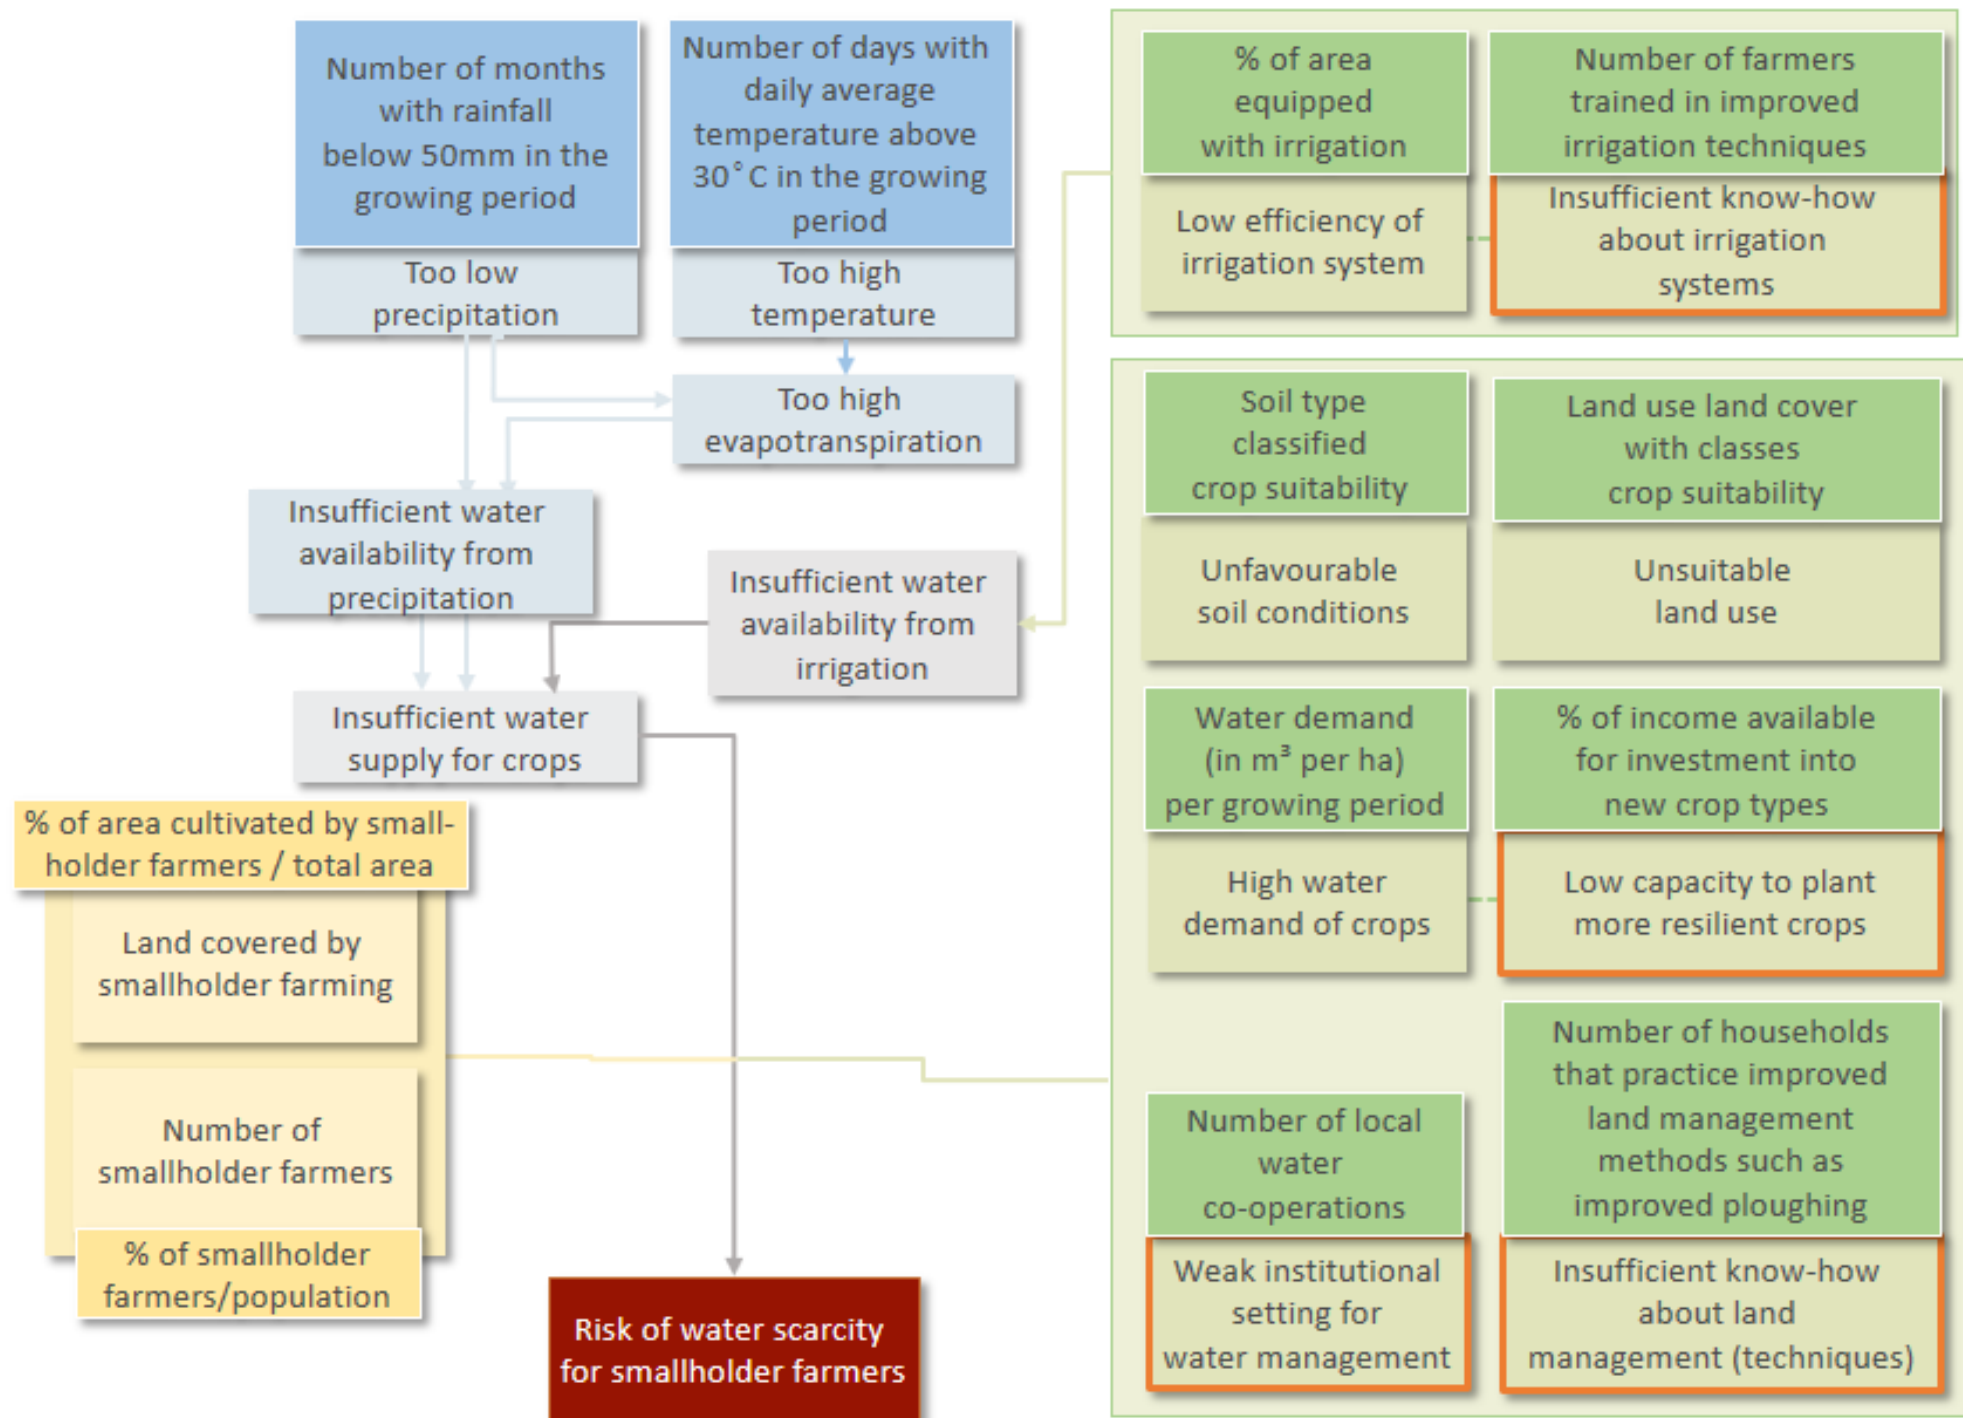 Number of months
with rainfall
below 50mm in the
growing period
Too low
precipitation
Number of days with
daily average
temperature above
30°C in the growing
period
Too high
temperature
Too high
evapotranspiration
Insufficient water
availability from
precipitation
Insufficient water
availability from
irrigation
Insufficient water
supply for crops
% of area cultivated by small-
holder farmers / total area
Land covered by
smallholder farming
Number of
smallholder farmers
% of smallholder
farmers/population
Risk of water scarcity
for smallholder farmers
% of area
equipped
with irrigation
Low efficiency of
irrigation system
Number of farmers
trained in improved
irrigation techniques
Insufficient know-how
about irrigation
systems
Soil type
classified
crop suitability
Unfavourable
soil conditions
Land use land cover
with classes
crop suitability
Unsuitable
land use
Water demand
(in m³ per ha)
per growing period
High water
demand of crops
% of income available
for investment into
new crop types
Low capacity to plant
more resilient crops
Number of local
water
co-operations
Weak institutional
setting for
water management
Number of households
that practice improved
land management
methods such as
improved ploughing
Insufficient know-how
about land
management (techniques)